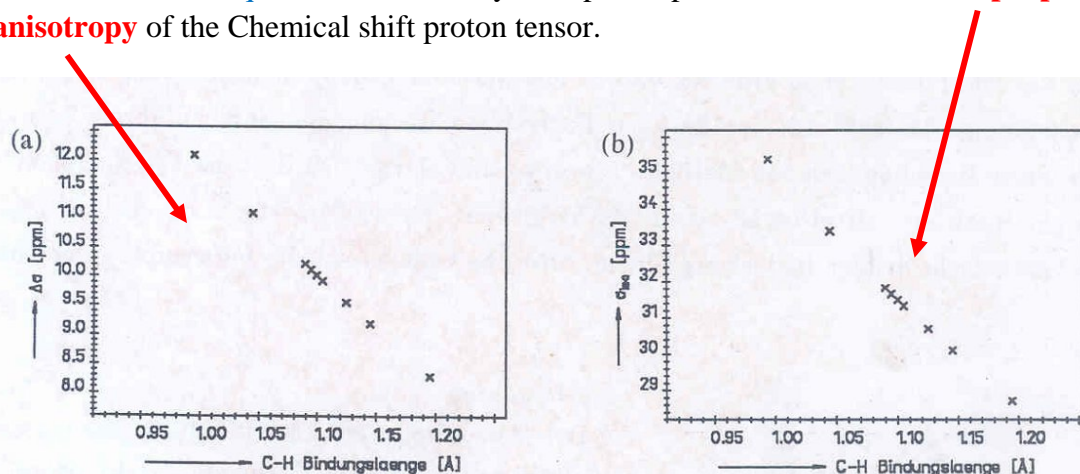 anisotropy of the Chemical shift proton tensor.
(a)
12.0
11.5
11.0
10.5
10.0
9.5
9.0
8.5
8.0
Δσ [ppm]
0.95 1.00 1.05 1.10 1.15 1.20
C-H Bindungslaenge [Å]
(b)
35
34
33
32
31
30
29
σiso [ppm]
0.95 1.00 1.05 1.10 1.15 1.20
C-H Bindungslaenge [Å]